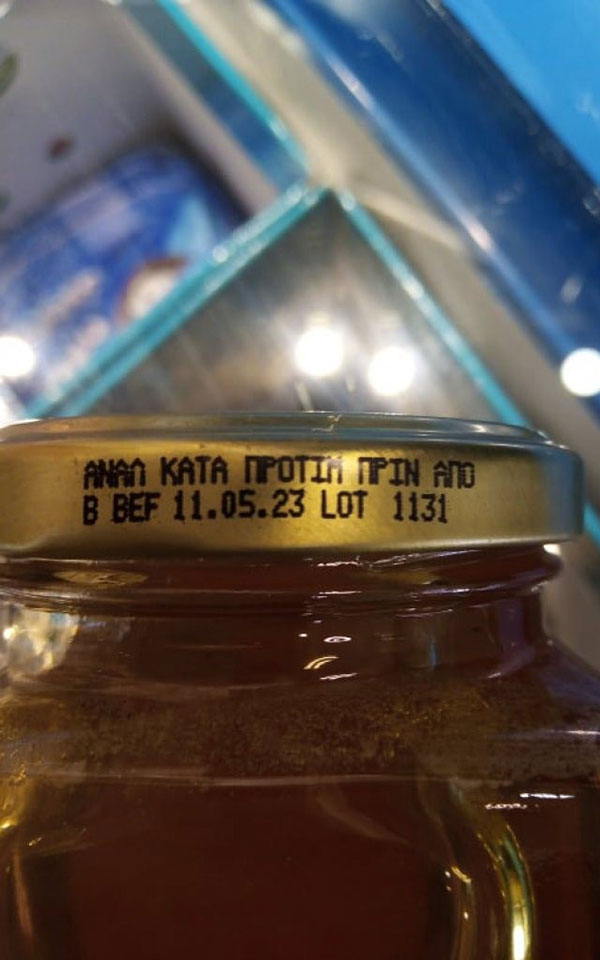 ΑΝΑΛ ΚΑΤΑ ΠΡΟΤΙΜ ΠΡΙΝ ΑΠΟ
B BEF 11.05.23 LOT 1131